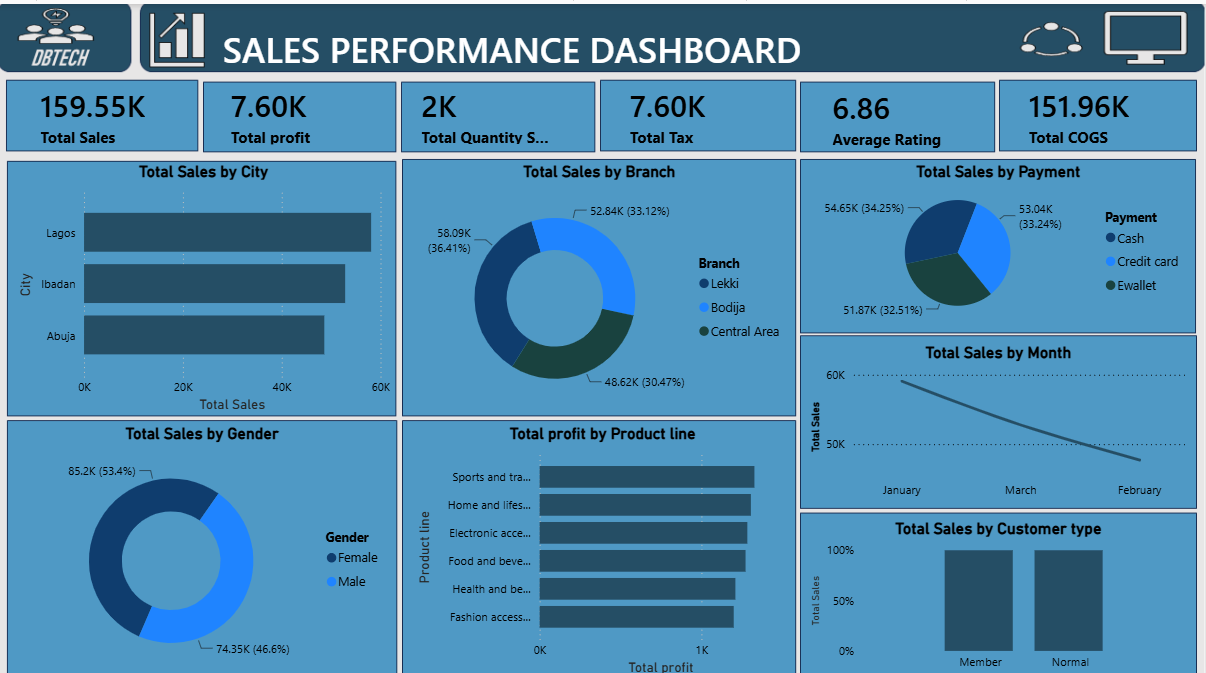 DBTECH
SALES PERFORMANCE DASHBOARD
159.55K
Total Sales
7.60K
Total profit
2K
Total Quantity S...
7.60K
Total Tax
6.86
Average Rating
151.96K
Total COGS
Total Sales by City
City
Lagos
Ibadan
Abuja
0K 20K 40K 60K
Total Sales
Total Sales by Branch
52.84K (33.12%)
58.09K
(36.41%)
48.62K (30.47%)
Branch
Lekki
Bodija
Central Area
Total Sales by Payment
54.65K (34.25%)
53.04K
(33.24%)
51.87K (32.51%)
Payment
Cash
Credit card
Ewallet
Total Sales by Month
Total Sales
60K
50K
January March February
Total Sales by Gender
85.2K (53.4%)
74.35K (46.6%)
Gender
Female
Male
Total profit by Product line
Product line
Sports and tra...
Home and lifes...
Electronic acce...
Food and beve...
Health and be...
Fashion access...
0K 1K
Total profit
Total Sales by Customer type
Total Sales
100%
50%
0%
Member Normal